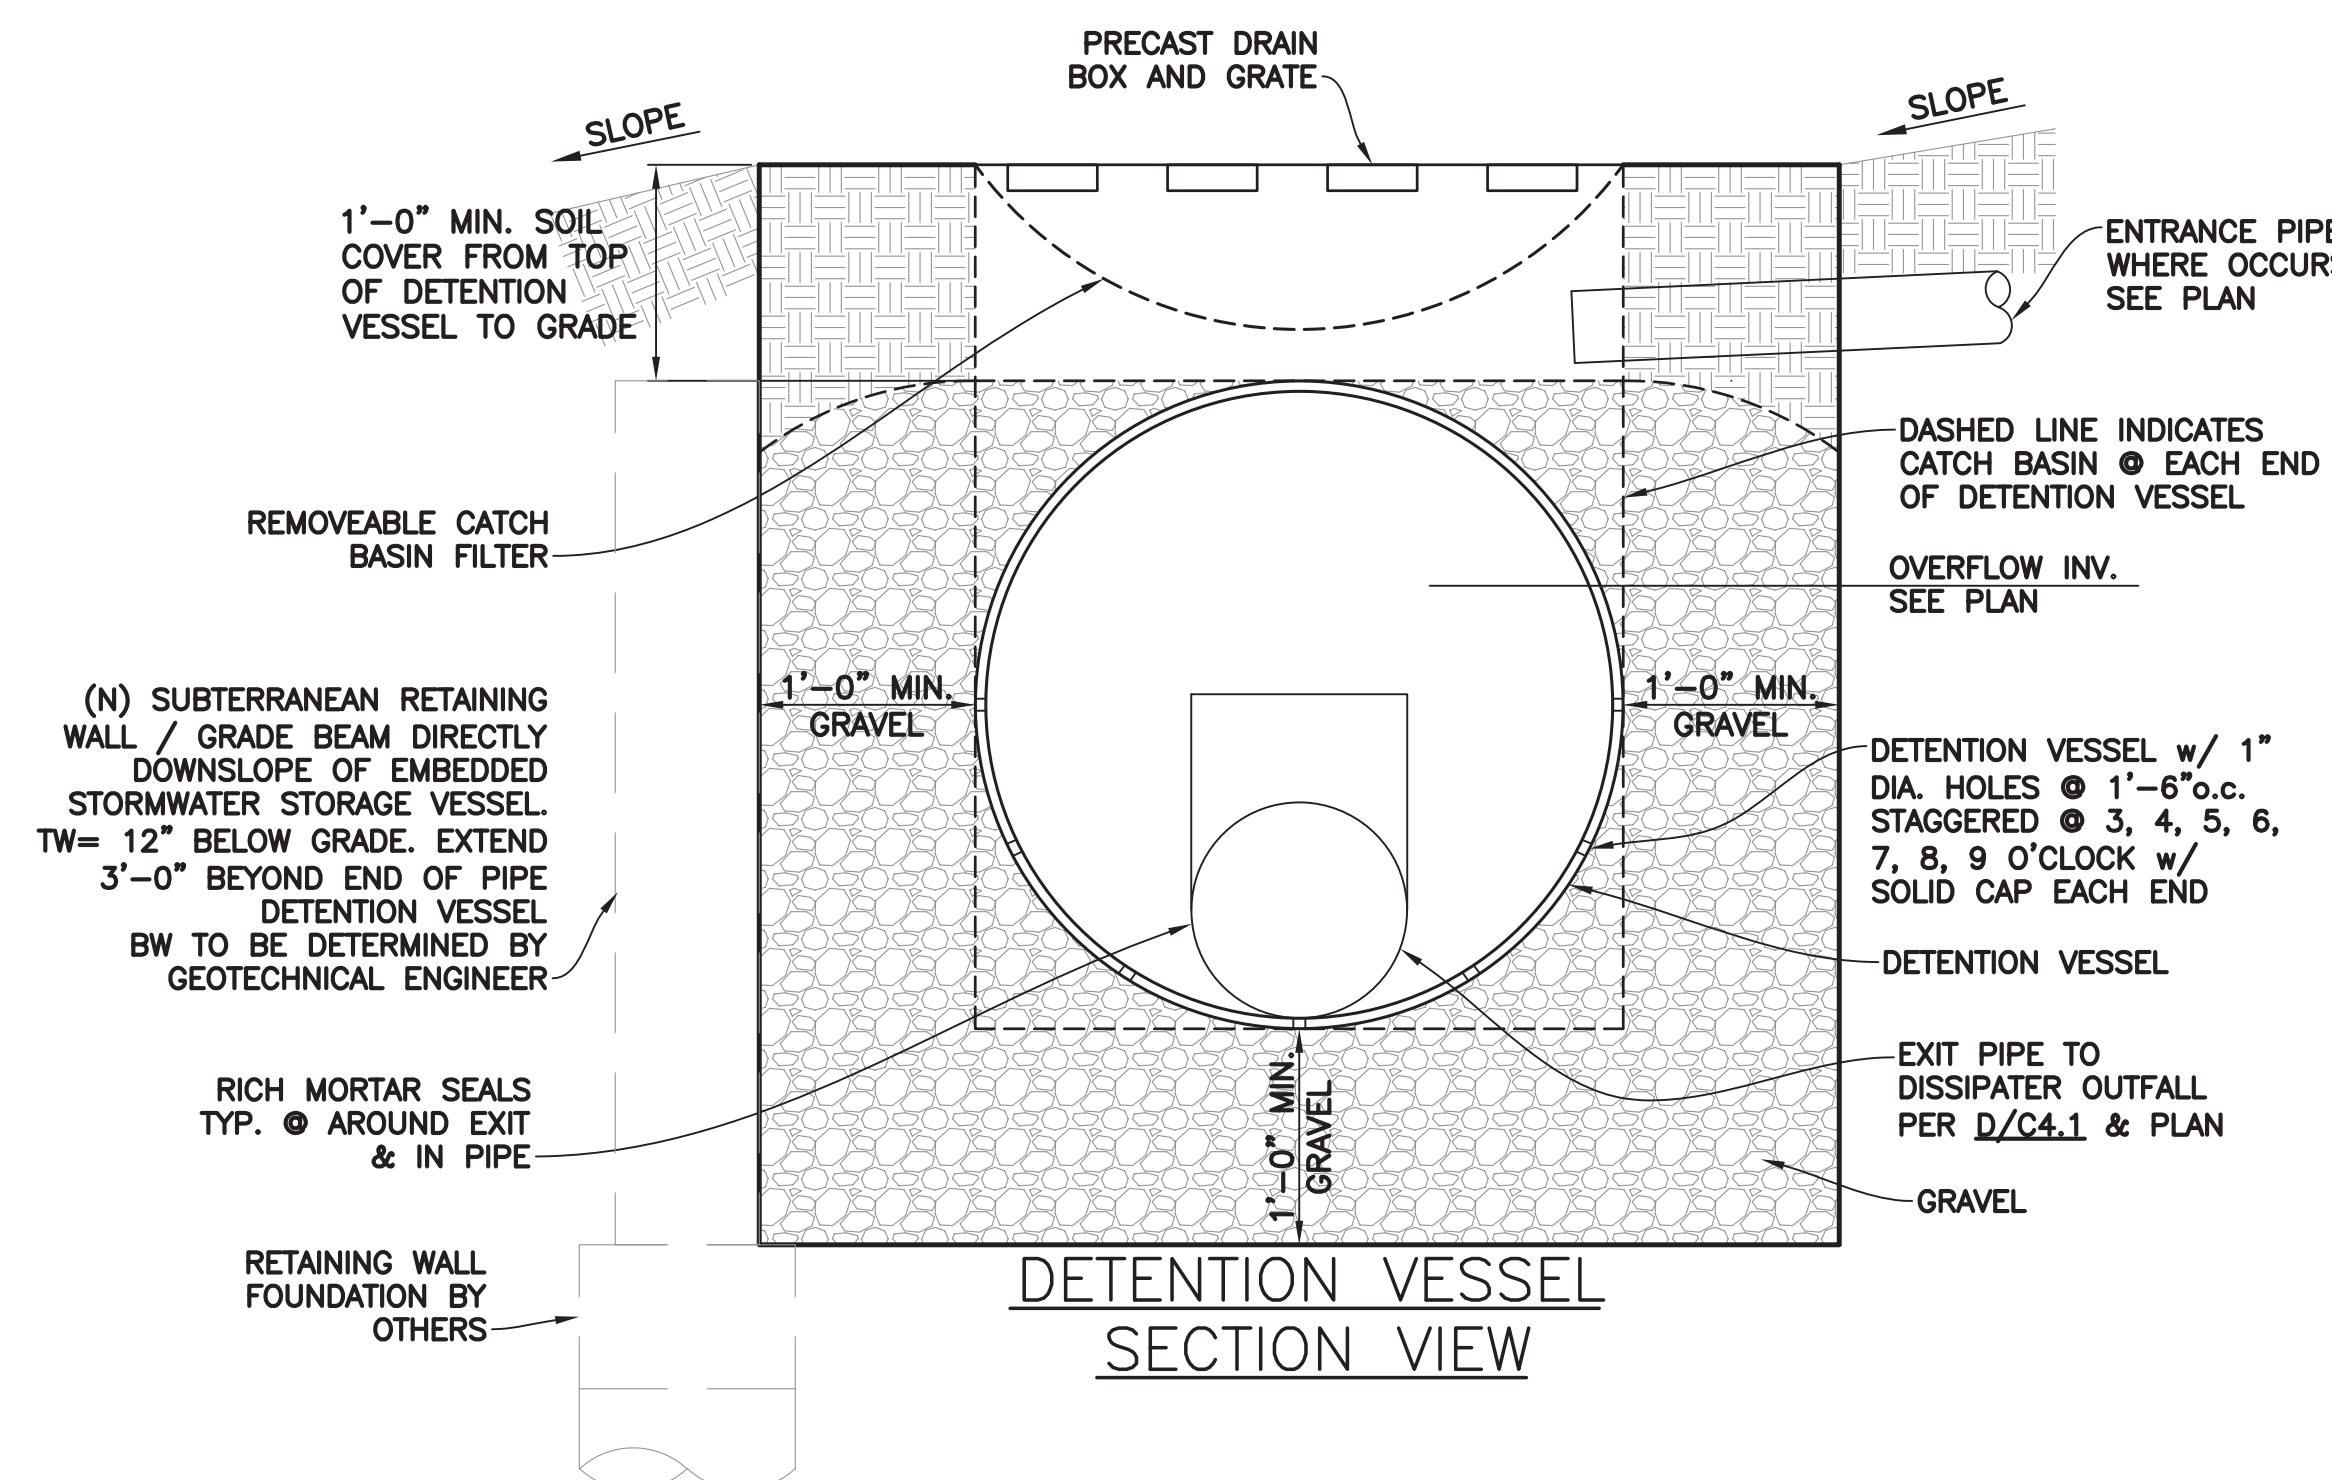 PRECAST DRAIN
BOX AND GRATE
SLOPE
SLOPE
1'-0" MIN. SOIL
COVER FROM TOP
OF DETENTION
VESSEL TO GRADE
ENTRANCE PIPE
WHERE OCCURS
SEE PLAN
DASHED LINE INDICATES
CATCH BASIN @ EACH END
OF DETENTION VESSEL
REMOVEABLE CATCH
BASIN FILTER
OVERFLOW INV.
SEE PLAN
(N) SUBTERRANEAN RETAINING
WALL / GRADE BEAM DIRECTLY
DOWNSLOPE OF EMBEDDED
STORMWATER STORAGE VESSEL.
TW= 12" BELOW GRADE. EXTEND
3'-0" BEYOND END OF PIPE
DETENTION VESSEL
BW TO BE DETERMINED BY
GEOTECHNICAL ENGINEER
1'-0" MIN.
GRAVEL
1'-0" MIN.
GRAVEL
DETENTION VESSEL w/ 1"
DIA. HOLES @ 1'-6"o.c.
STAGGERED @ 3, 4, 5, 6,
7, 8, 9 O'CLOCK w/
SOLID CAP EACH END
DETENTION VESSEL
RICH MORTAR SEALS
TYP. @ AROUND EXIT
& IN PIPE
1'-0" MIN.
GRAVEL
EXIT PIPE TO
DISSIPATER OUTFALL
PER D/C4.1 & PLAN
GRAVEL
RETAINING WALL
FOUNDATION BY
OTHERS
DETENTION VESSEL
SECTION VIEW